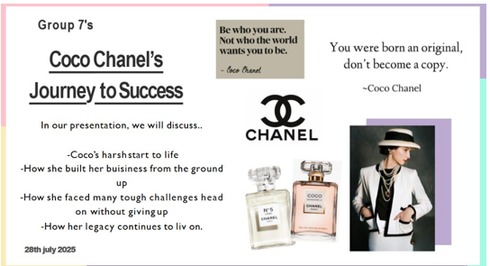 Group 7's
Coco Chanel's
Journey to Success
In our presentation, we will discuss..
-Coco's harsh start to life
-How she built her buisiness from the ground
up
-How she faced many tough challenges head
on without giving up
-How her legacy continues to liv on.
28th july 2025
Be who you are.
Not who the world
wants you to be.
- Coco Chanel
CHANEL
N°5
CHANEL
COCO
CHANEL
You were born an original,
don't become a copy.
~Coco Chanel